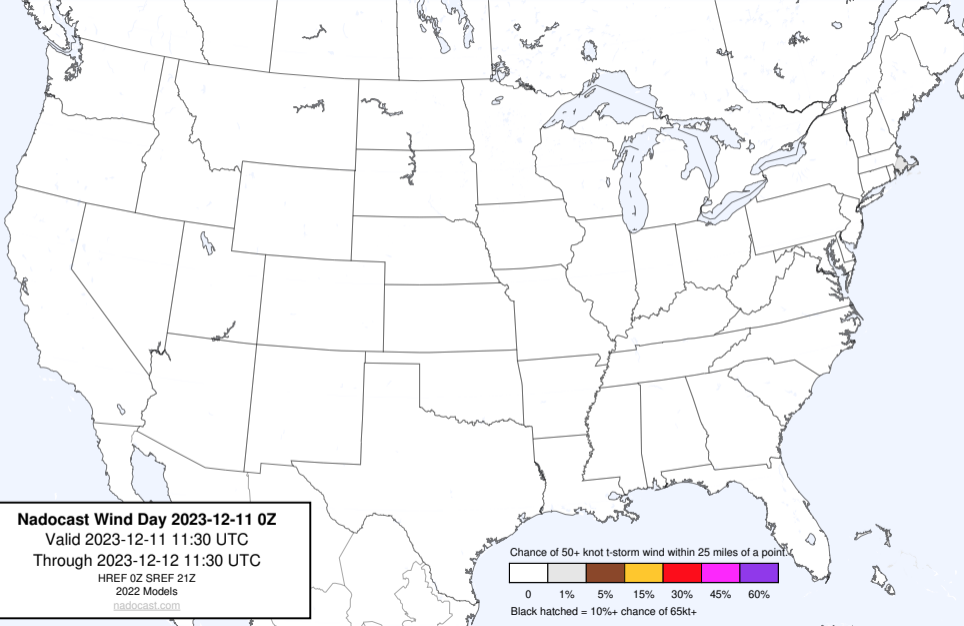 Nadocast Wind Day 2023-12-11 0Z
Valid 2023-12-11 11:30 UTC
Through 2023-12-12 11:30 UTC
HREF 0Z SREF 21Z
2022 Models
nadocast.com
Chance of 50+ knot t-storm wind within 25 miles of a point.
0 1% 5% 15% 30% 45% 60%
Black hatched = 10%+ chance of 65kt+